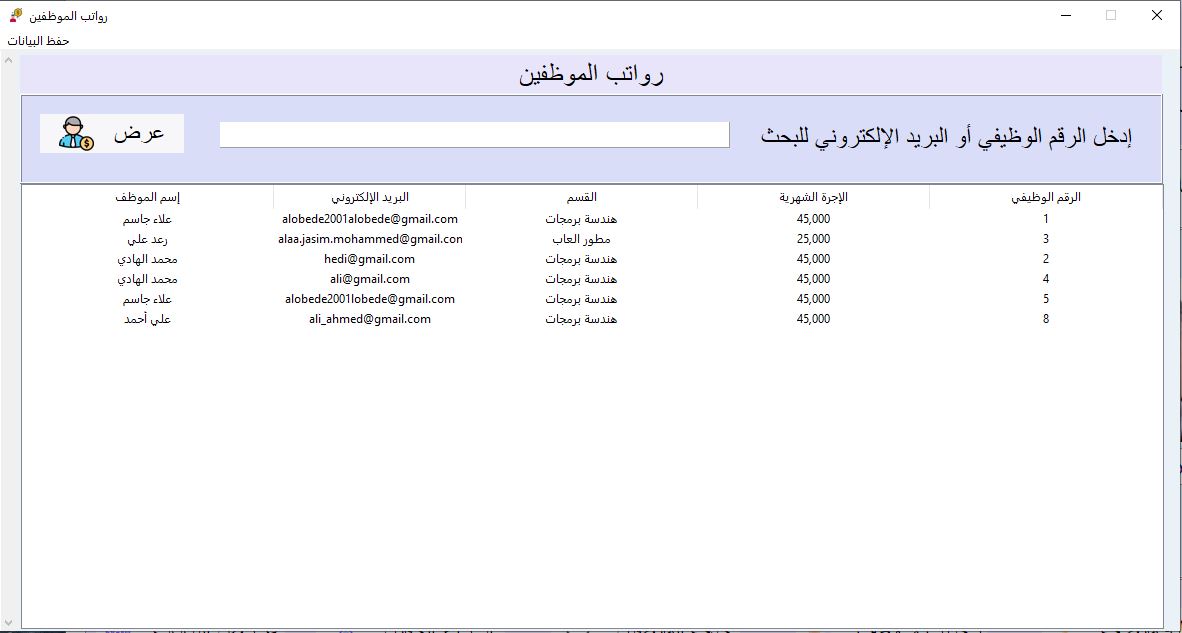 رواتب الموظفين
حفظ البيانات
رواتب الموظفين
إدخل الرقم الوظيفي أو البريد الإلكتروني للبحث عرض
الرقم الوظيفي الإجرة الشهرية القسم البريد الإلكتروني إسم الموظف
1 45,000 هندسة برمجات alobede2001alobede@gmail.com علاء جاسم
3 25,000 مطور العاب alaa.jasim.mohammed@gmail.con رعد علي
2 45,000 هندسة برمجات hedi@gmail.com محمد الهادي
4 45,000 هندسة برمجات ali@gmail.com محمد الهادي
5 45,000 هندسة برمجات alobede2001lobede@gmail.com علاء جاسم
8 45,000 هندسة برمجات ali_ahmed@gmail.com علي أحمد